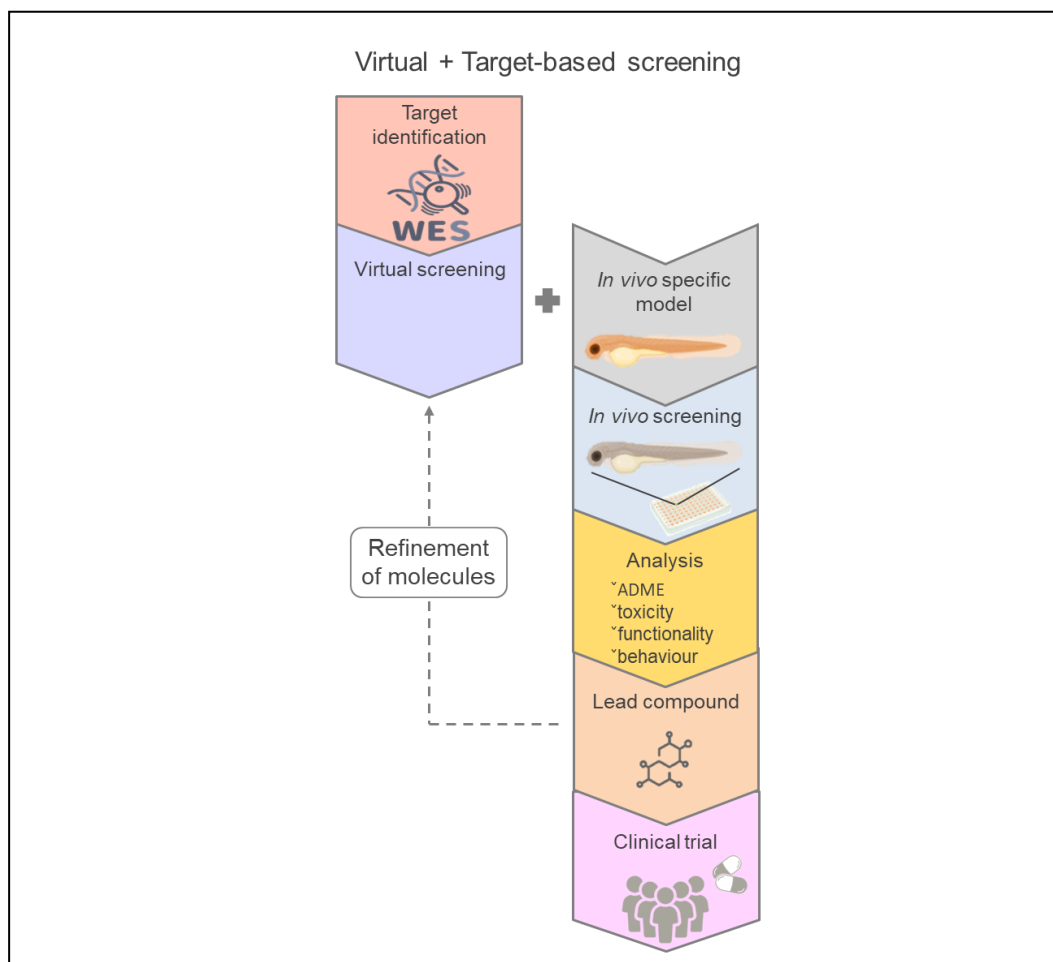 Virtual + Target-based screening
Target
identification
WES
Virtual screening
In vivo specific
model
In vivo screening
Analysis
ˇADME
ˇtoxicity
ˇfunctionality
ˇbehaviour
Refinement
of molecules
Lead compound
Clinical trial